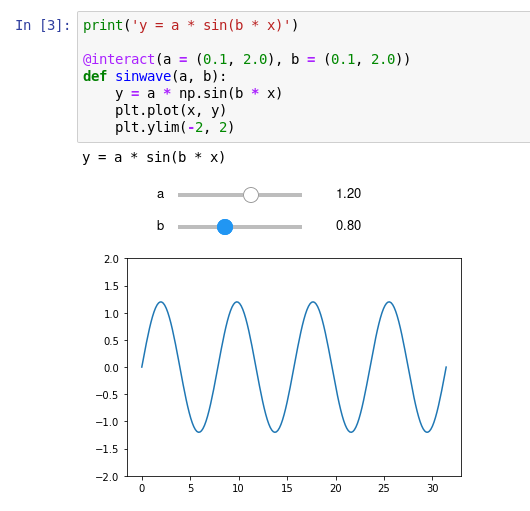 In [3]: print('y = a * sin(b * x)')
@interact(a = (0.1, 2.0), b = (0.1, 2.0))
def sinwave(a, b):
    y = a * np.sin(b * x)
    plt.plot(x, y)
    plt.ylim(-2, 2)
y = a * sin(b * x)
a 1.20
b 0.80
2.0
1.5
1.0
0.5
0.0
−0.5
−1.0
−1.5
−2.0
0 5 10 15 20 25 30